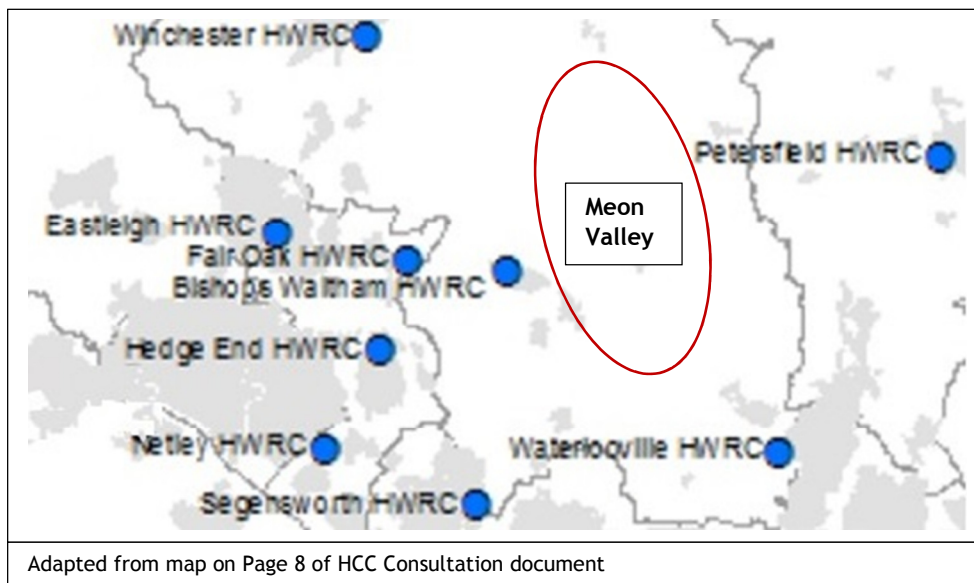 Winchester HWRC
Petersfield HWRC
Meon
Valley
Eastleigh HWRC
Fair Oak HWRC
Bishops Waltham HWRC
Hedge End HWRC
Netley HWRC
Waterlooville HWRC
Segensworth HWRC
Adapted from map on Page 8 of HCC Consultation document